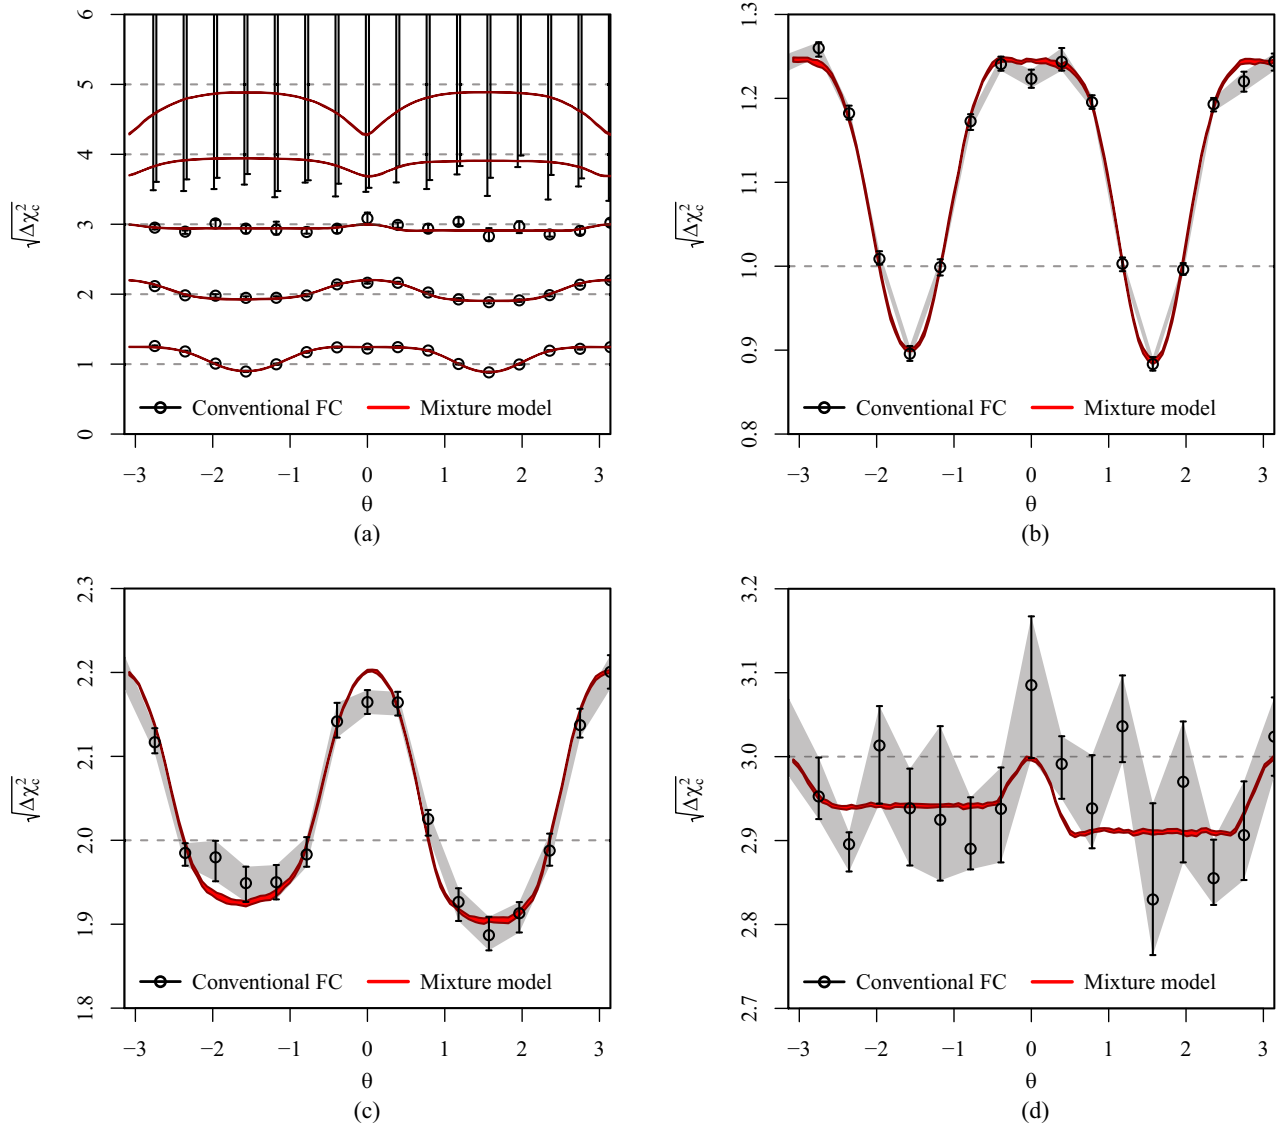 6
5
4
3
2
1
0
√Δχ²c
Conventional FC Mixture model
−3 −2 −1 0 1 2 3
θ
(a)
1.3
1.2
1.1
1.0
0.9
0.8
√Δχ²c
Conventional FC Mixture model
−3 −2 −1 0 1 2 3
θ
(b)
2.3
2.2
2.1
2.0
1.9
1.8
√Δχ²c
Conventional FC Mixture model
−3 −2 −1 0 1 2 3
θ
(c)
3.2
3.1
3.0
2.9
2.8
2.7
√Δχ²c
Conventional FC Mixture model
−3 −2 −1 0 1 2 3
θ
(d)